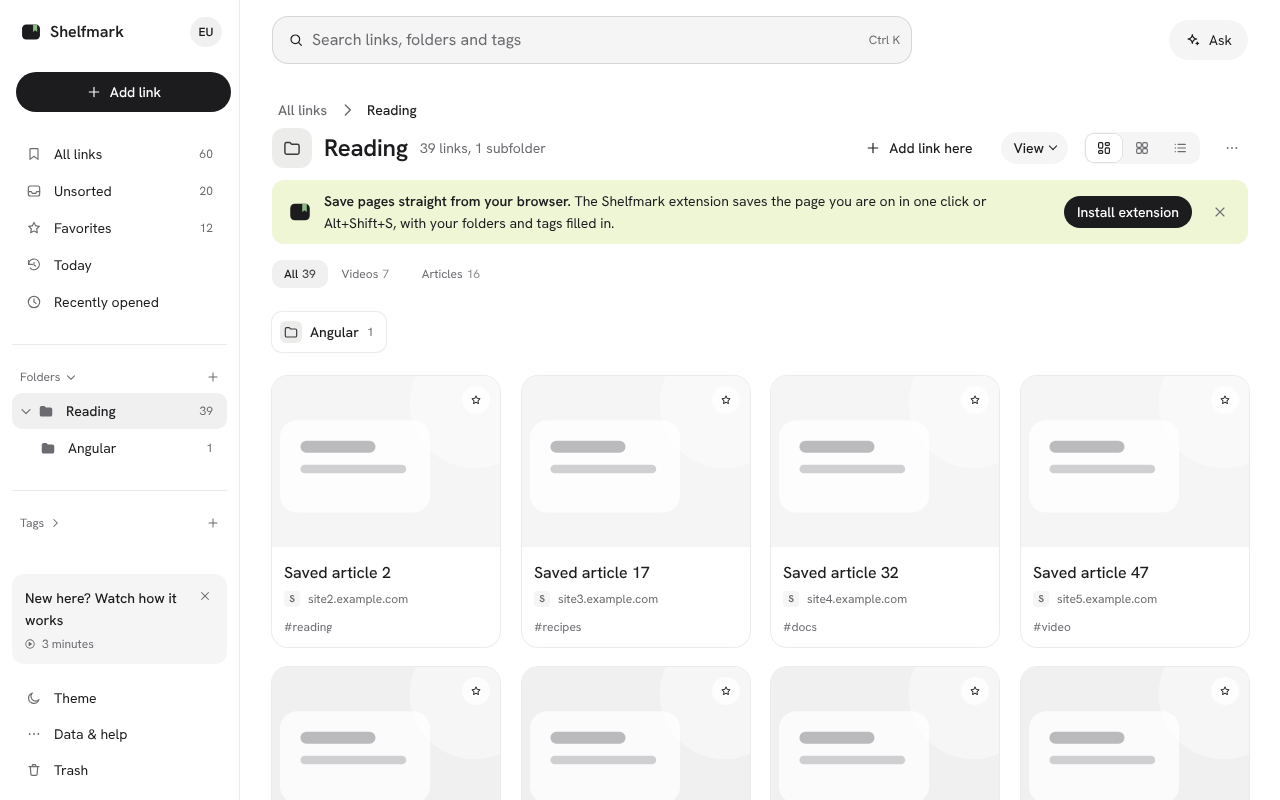 Shelfmark
EU
Add link
All links 60
Unsorted 20
Favorites 12
Today
Recently opened
Folders
Reading 39
Angular 1
Tags
New here? Watch how it
works
3 minutes
Theme
Data & help
Trash
Search links, folders and tags Ctrl K
Ask
All links Reading
Reading 39 links, 1 subfolder
Add link here
View
Save pages straight from your browser. The Shelfmark extension saves the page you are on in one click or
Alt+Shift+S, with your folders and tags filled in.
Install extension
All 39 Videos 7 Articles 16
Angular 1
Saved article 2
S site2.example.com
#reading
Saved article 17
S site3.example.com
#recipes
Saved article 32
S site4.example.com
#docs
Saved article 47
S site5.example.com
#video